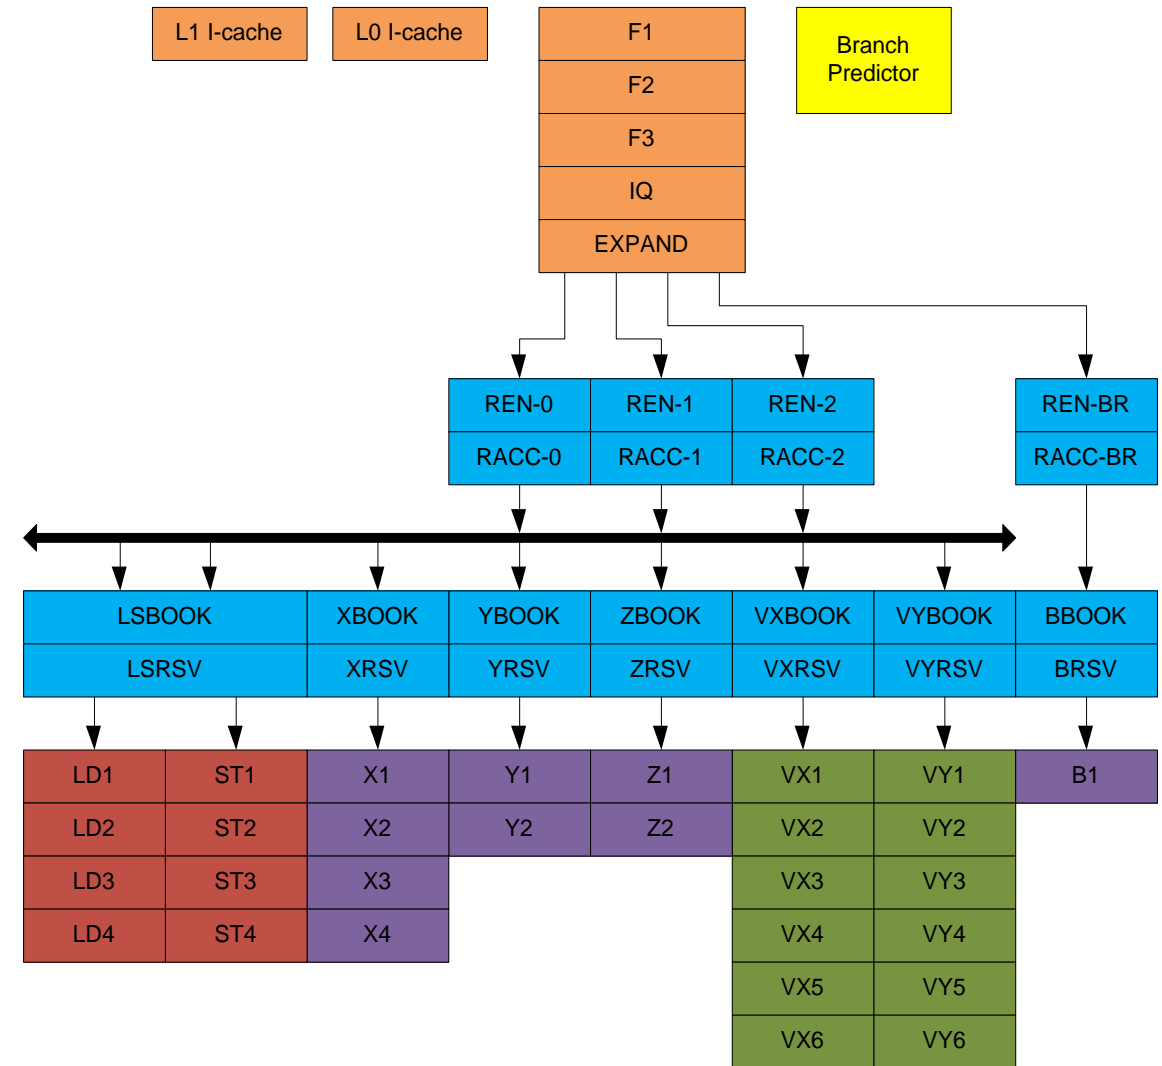 L1 I-cache
L0 I-cache
F1
Branch
Predictor
F2
F3
IQ
EXPAND
REN-0
REN-1
REN-2
REN-BR
RACC-0
RACC-1
RACC-2
RACC-BR
LSBOOK
XBOOK
YBOOK
ZBOOK
VXBOOK
VYBOOK
BBOOK
LSRSV
XRSV
YRSV
ZRSV
VXRSV
VYRSV
BRSV
LD1
ST1
X1
Y1
Z1
VX1
VY1
B1
LD2
ST2
X2
Y2
Z2
VX2
VY2
LD3
ST3
X3
VX3
VY3
LD4
ST4
X4
VX4
VY4
VX5
VY5
VX6
VY6